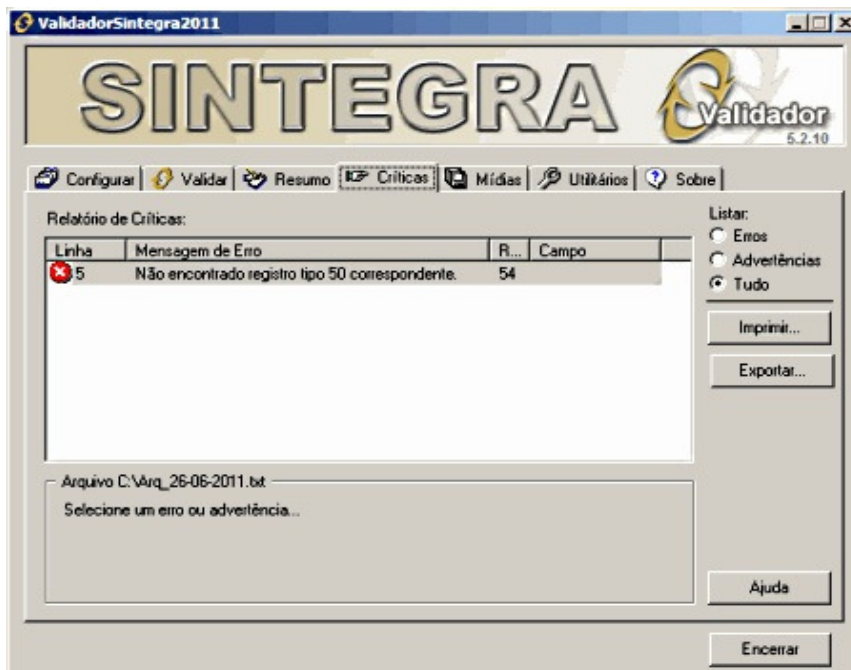 ValidadorSintegra2011
SINTEGRA
Validador
5.2.10
Configurar Validar Resumo Críticas Mídias Utilitários Sobre
Relatório de Críticas:
Linha Mensagem de Erro R... Campo
5 Não encontrado registro tipo 50 correspondente. 54
Listar:
Erros
Advertências
Tudo
Imprimir...
Exportar...
Arquivo C:\Arq_26-06-2011.txt
Selecione um erro ou advertência...
Ajuda
Encerrar